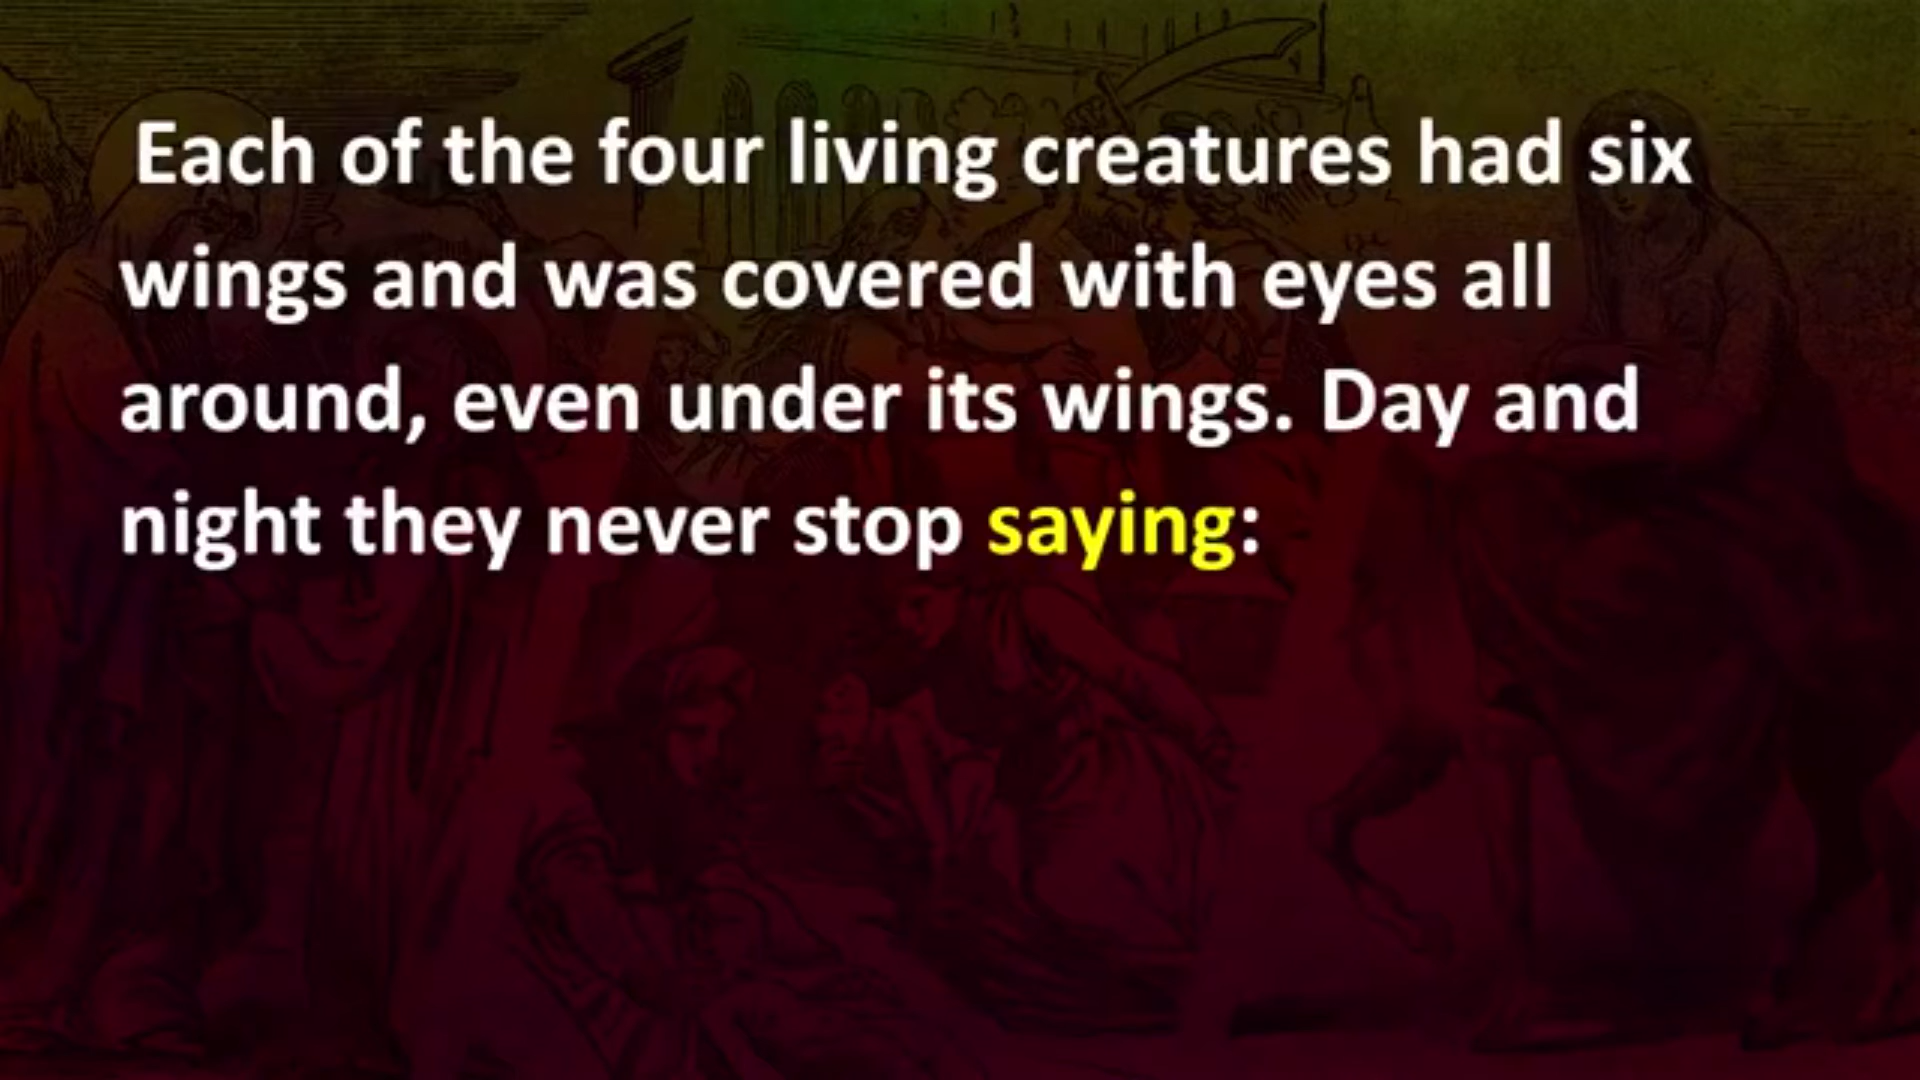 Each of the four living creatures had six
wings and was covered with eyes all
around, even under its wings. Day and
night they never stop saying: